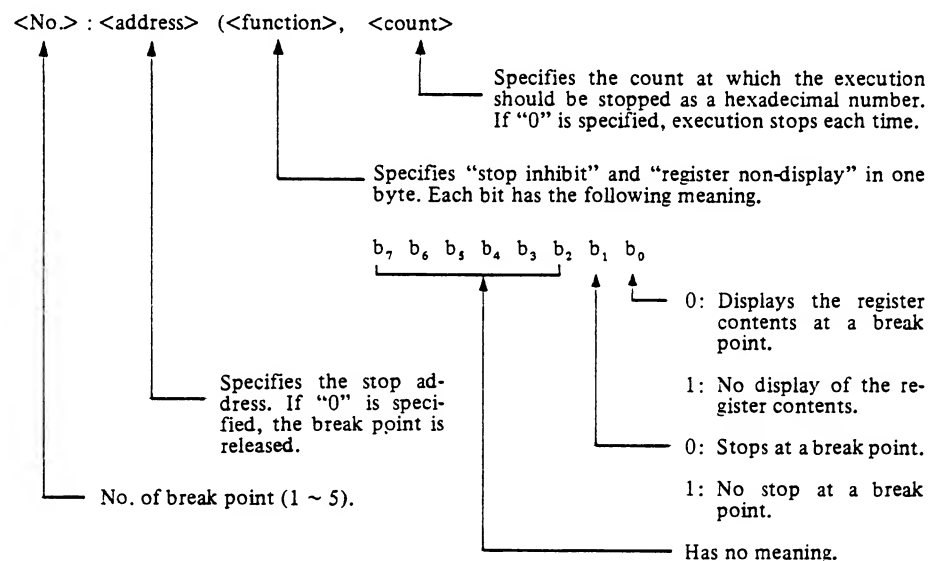 <No.> : <address> (<function>, <count>
Specifies the count at which the execution
should be stopped as a hexadecimal number.
If “0” is specified, execution stops each time.
Specifies “stop inhibit” and “register non-display” in one
byte. Each bit has the following meaning.
b₇ b₆ b₅ b₄ b₃ b₂ b₁ b₀
0: Displays the register
contents at a break
point.
1: No display of the re-
gister contents.
Specifies the stop ad-
dress. If “0” is speci-
fied, the break point is
released.
0: Stops at a break point.
No. of break point (1 ~ 5).
1: No stop at a break
point.
Has no meaning.